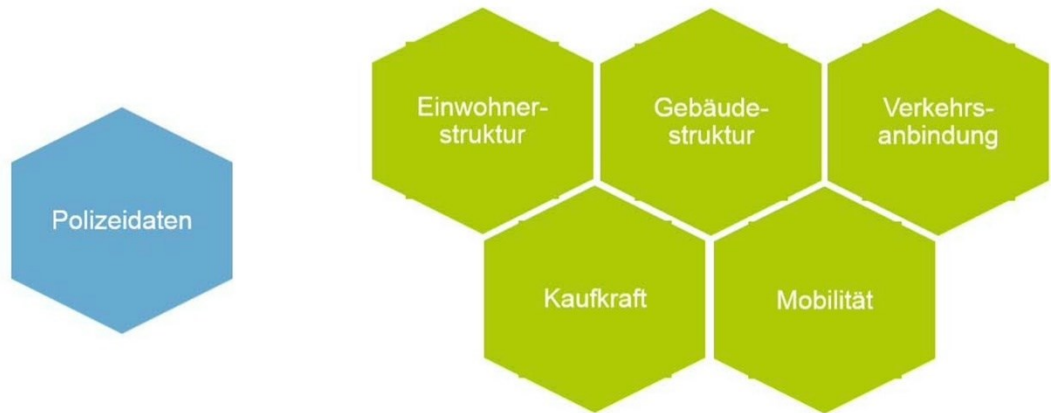 Polizeidaten
Einwohner-
struktur
Gebäude-
struktur
Verkehrs-
anbindung
Kaufkraft
Mobilität